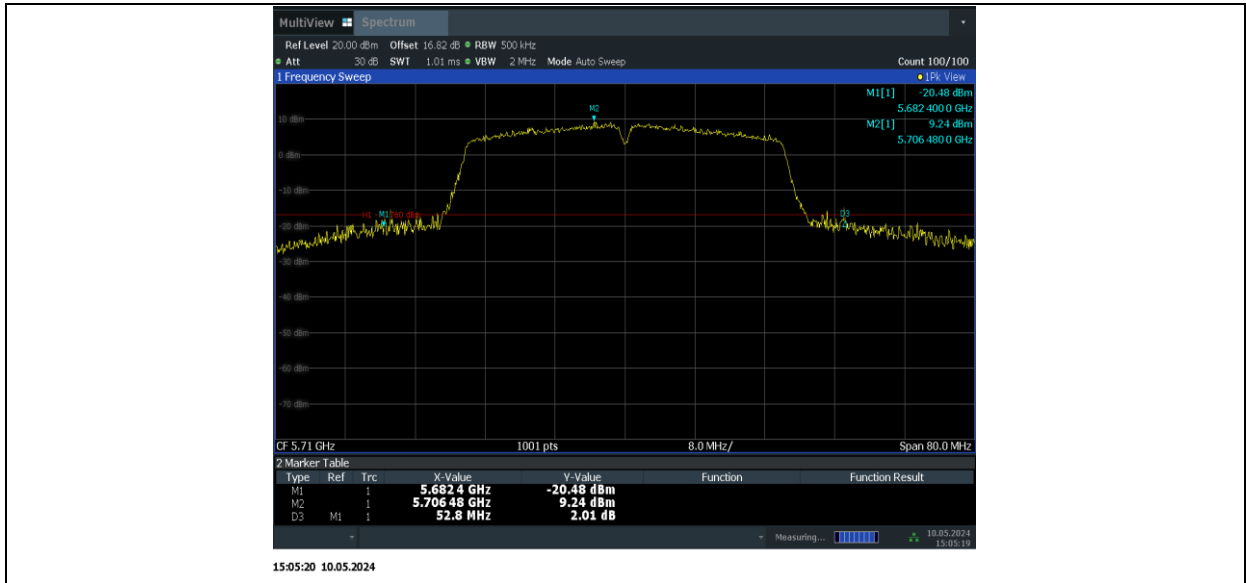 MultiView Spectrum
Ref Level 20.00 dBm Offset 16.82 dB RBW 500 kHz
Att 30 dB SWT 1.01 ms VBW 2 MHz Mode Auto Sweep Count 100/100
1 Frequency Sweep 1Pk View
M1[1] -20.48 dBm
5.682 400 0 GHz
M2[1] 9.24 dBm
5.706 480 0 GHz
M2
10 dBm
0 dBm
-10 dBm
H1 M1 D3
-20 dBm
-30 dBm
-40 dBm
-50 dBm
-60 dBm
-70 dBm
CF 5.71 GHz 1001 pts 8.0 MHz/ Span 80.0 MHz
2 Marker Table
Type Ref Trc X-Value Y-Value Function Function Result
M1 1 5.682 4 GHz -20.48 dBm
M2 1 5.706 48 GHz 9.24 dBm
D3 M1 1 52.8 MHz 2.01 dB
Measuring... 10.05.2024
15:05:19
15:05:20 10.05.2024